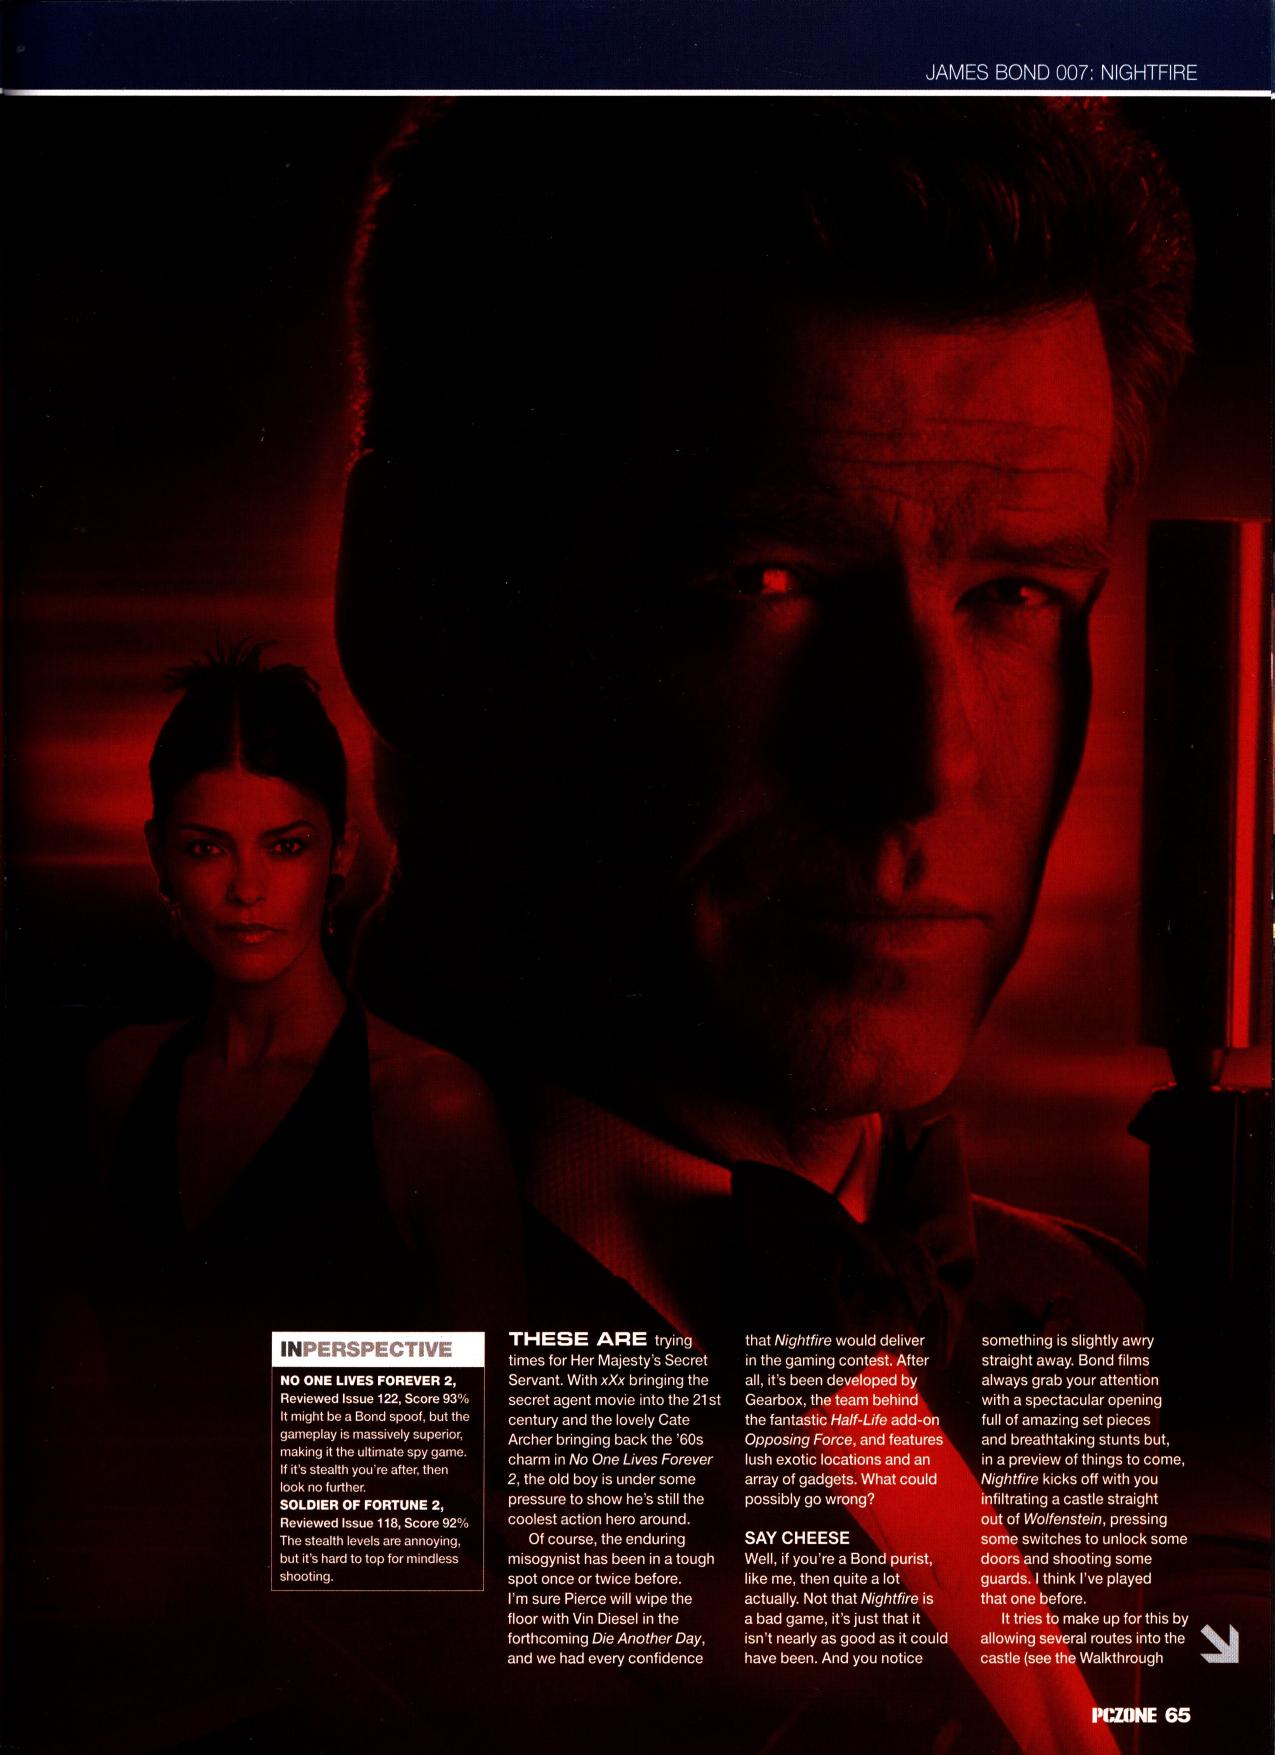 JAMES BOND 007: NIGHTFIRE
INPERSPECTIVE
NO ONE LIVES FOREVER 2,
Reviewed Issue 122, Score 93%
It might be a Bond spoof, but the
gameplay is massively superior,
making it the ultimate spy game.
If it's stealth you're after, then
look no further.
SOLDIER OF FORTUNE 2,
Reviewed Issue 118, Score 92%
The stealth levels are annoying,
but it's hard to top for mindless
shooting.
THESE ARE trying
times for Her Majesty's Secret
Servant. With xXx bringing the
secret agent movie into the 21st
century and the lovely Cate
Archer bringing back the '60s
charm in No One Lives Forever
2, the old boy is under some
pressure to show he's still the
coolest action hero around.
Of course, the enduring
misogynist has been in a tough
spot once or twice before.
I'm sure Pierce will wipe the
floor with Vin Diesel in the
forthcoming Die Another Day,
and we had every confidence
that Nightfire would deliver
in the gaming contest. After
all, it's been developed by
Gearbox, the team behind
the fantastic Half-Life add-on
Opposing Force, and features
lush exotic locations and an
array of gadgets. What could
possibly go wrong?
SAY CHEESE
Well, if you're a Bond purist,
like me, then quite a lot
actually. Not that Nightfire is
a bad game, it's just that it
isn't nearly as good as it could
have been. And you notice
something is slightly awry
straight away. Bond films
always grab your attention
with a spectacular opening
full of amazing set pieces
and breathtaking stunts but,
in a preview of things to come,
Nightfire kicks off with you
infiltrating a castle straight
out of Wolfenstein, pressing
some switches to unlock some
doors and shooting some
guards. I think I've played
that one before.
It tries to make up for this by
allowing several routes into the
castle (see the Walkthrough
PCZONE 65